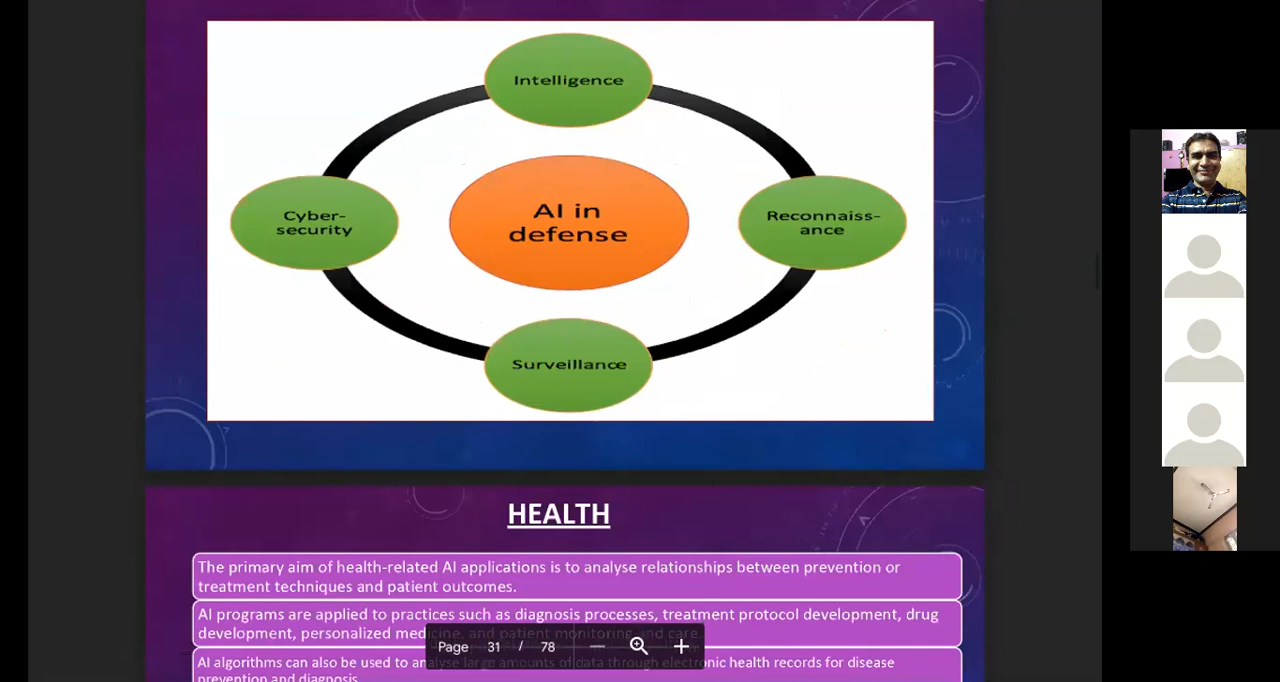 Intelligence
Cyber-
security
AI in
defense
Reconnaiss-
ance
Surveillance
HEALTH
The primary aim of health-related AI applications is to analyse relationships between prevention or
treatment techniques and patient outcomes.
AI programs are applied to practices such as diagnosis processes, treatment protocol development, drug
development, personalized medicine, and patient monitoring and care.
AI algorithms can also be used to analyse large amounts of data through electronic health records for disease
prevention and diagnosis.
Page 31 / 78